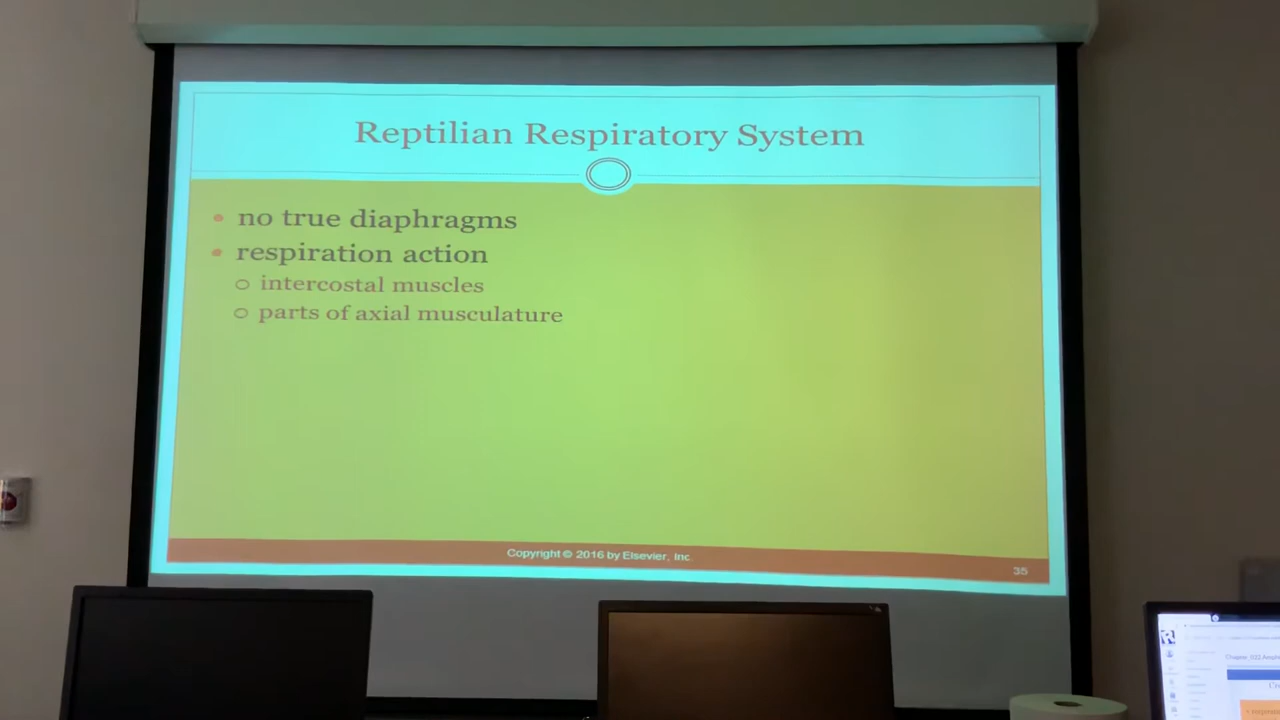 Reptilian Respiratory System
• no true diaphragms
• respiration action
○ intercostal muscles
○ parts of axial musculature
Copyright © 2016 by Elsevier, Inc.
35